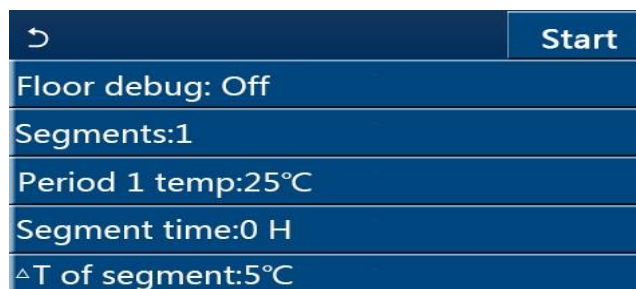 Start
Floor debug: Off
Segments:1
Period 1 temp:25℃
Segment time:0 H
△T of segment:5℃